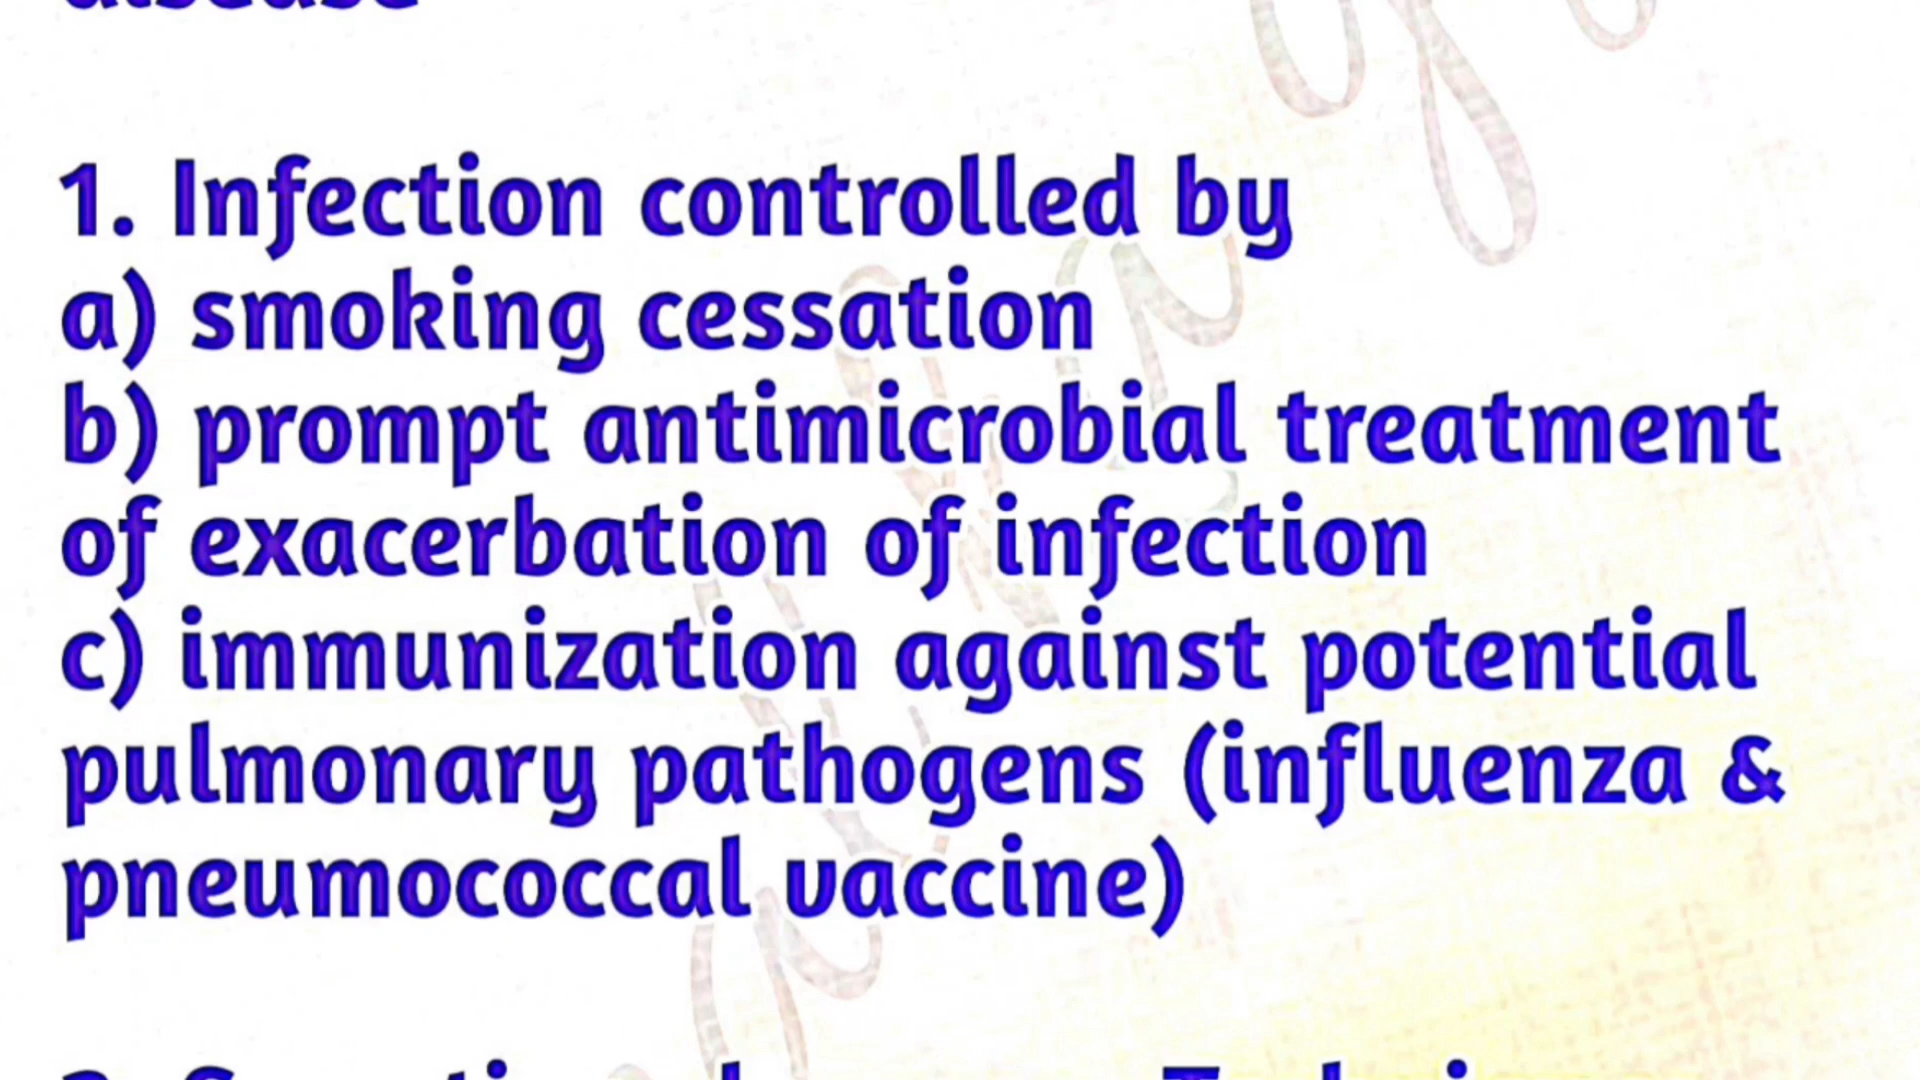 disease
1. Infection controlled by
a) smoking cessation
b) prompt antimicrobial treatment
of exacerbation of infection
c) immunization against potential
pulmonary pathogens (influenza &
pneumococcal vaccine)